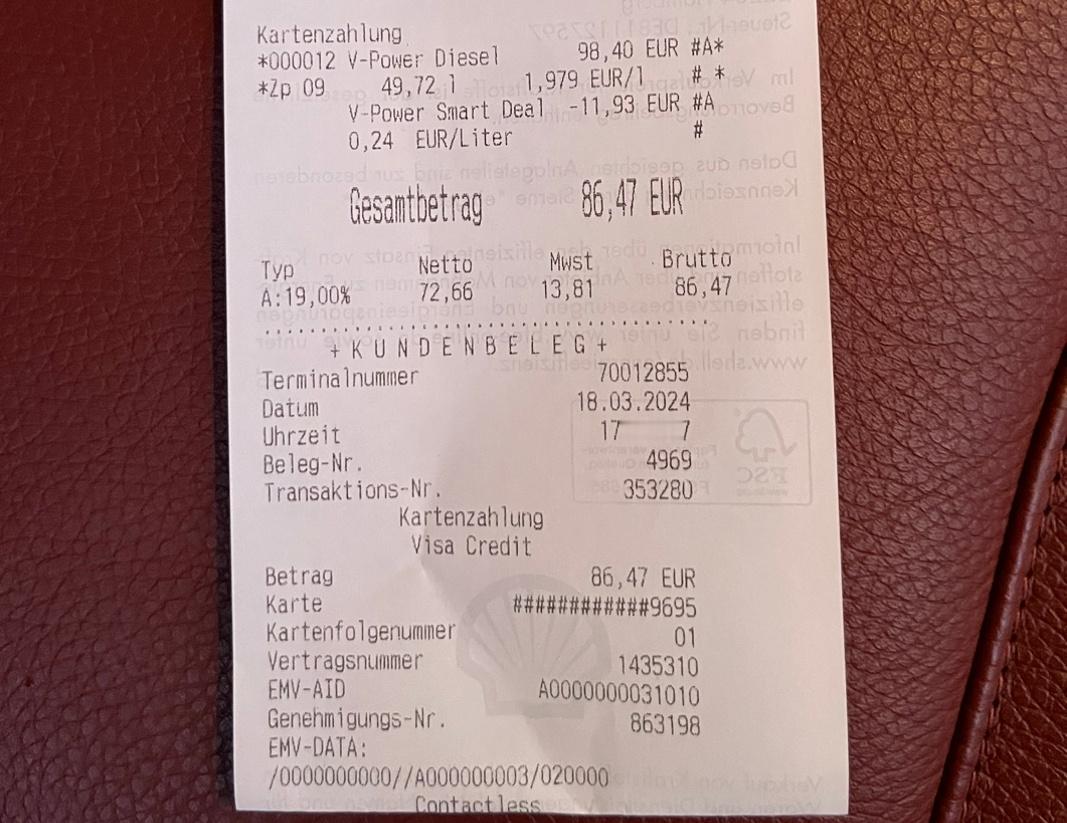 Kartenzahlung
*000012 V-Power Diesel 98,40 EUR #A*
*Zp 09 49,72 l 1,979 EUR/l # *
V-Power Smart Deal -11,93 EUR #A
0,24 EUR/Liter #
Gesamtbetrag 86,47 EUR
Typ Netto Mwst Brutto
A:19,00% 72,66 13,81 86,47
+ K U N D E N B E L E G +
Terminalnummer 70012855
Datum 18.03.2024
Uhrzeit 17 7
Beleg-Nr. 4969
Transaktions-Nr. 353280
Kartenzahlung
Visa Credit
Betrag 86,47 EUR
Karte ############9695
Kartenfolgenummer 01
Vertragsnummer 1435310
EMV-AID A0000000031010
Genehmigungs-Nr. 863198
EMV-DATA:
/0000000000//A000000003/020000
Contactless